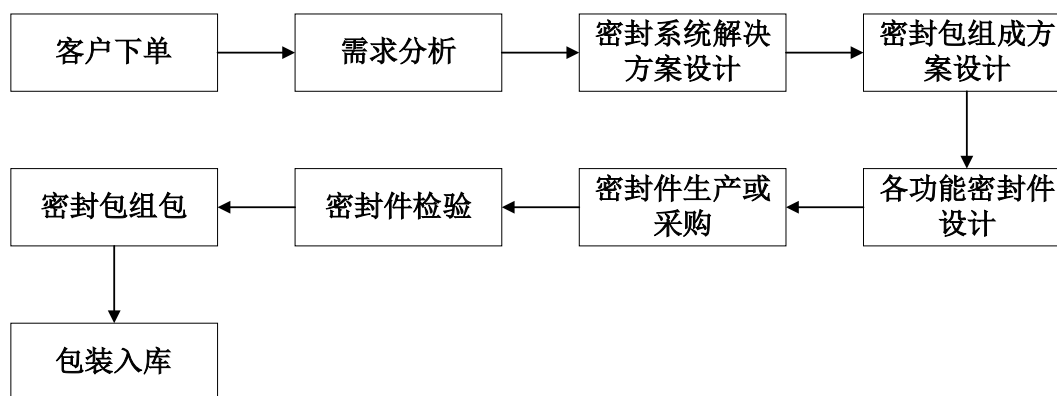 客户下单
需求分析
密封系统解决
方案设计
密封包组成方
案设计
各功能密封件
设计
密封件生产或
采购
密封件检验
密封包组包
包装入库